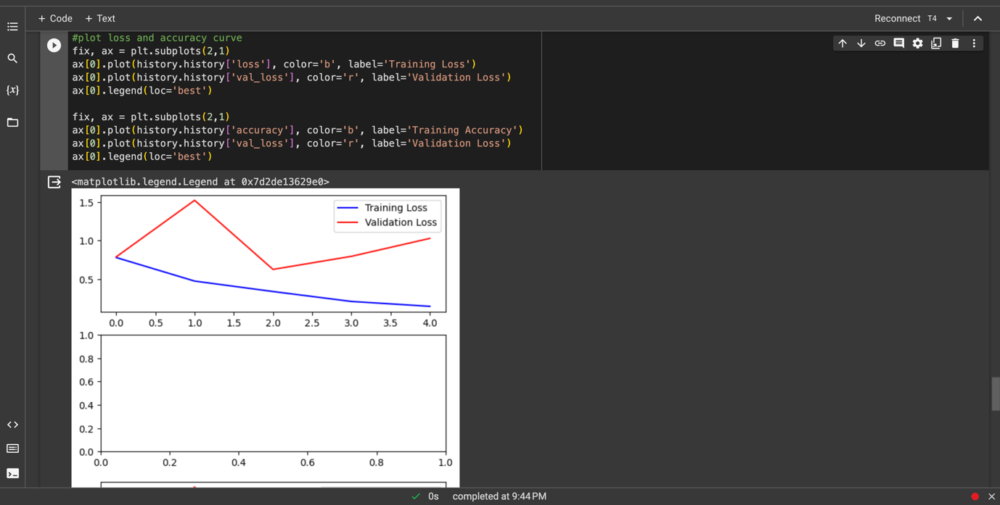 + Code + Text
Reconnect T4
#plot loss and accuracy curve
fix, ax = plt.subplots(2,1)
ax[0].plot(history.history['loss'], color='b', label='Training Loss')
ax[0].plot(history.history['val_loss'], color='r', label='Validation Loss')
ax[0].legend(loc='best')
fix, ax = plt.subplots(2,1)
ax[0].plot(history.history['accuracy'], color='b', label='Training Accuracy')
ax[0].plot(history.history['val_loss'], color='r', label='Validation Loss')
ax[0].legend(loc='best')
<matplotlib.legend.Legend at 0x7d2de13629e0>
Training Loss
Validation Loss
1.5
1.0
0.5
0.0 0.5 1.0 1.5 2.0 2.5 3.0 3.5 4.0
1.0
0.8
0.6
0.4
0.2
0.0
0.0 0.2 0.4 0.6 0.8 1.0
0s completed at 9:44 PM